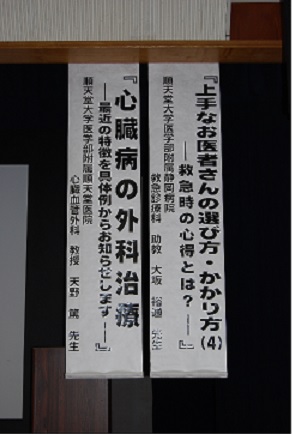 『上手なお医者さんの選び方・かかり方(4)
――救急時の心得とは?――』
順天堂大学医学部附属静岡病院
救急診療科 助教 大坂 裕通 先生
『心臓病の外科治療
――最近の特徴を具体例からお知らせします――』
順天堂大学医学部附属順天堂医院
心臓血管外科 教授 天野 篤 先生